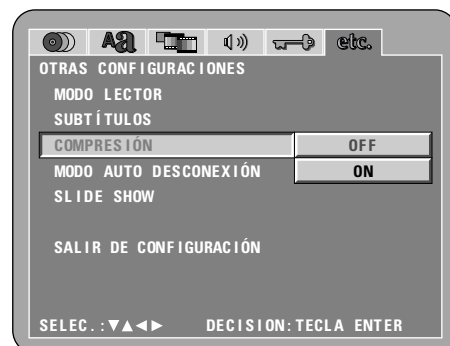 Aa etc.
OTRAS CONFIGURACIONES
MODO LECTOR
SUBTÍTULOS
COMPRESIÓN OFF
MODO AUTO DESCONEXIÓN ON
SLIDE SHOW
SALIR DE CONFIGURACIÓN
SELEC.:▼▲◄► DECISION:TECLA ENTER